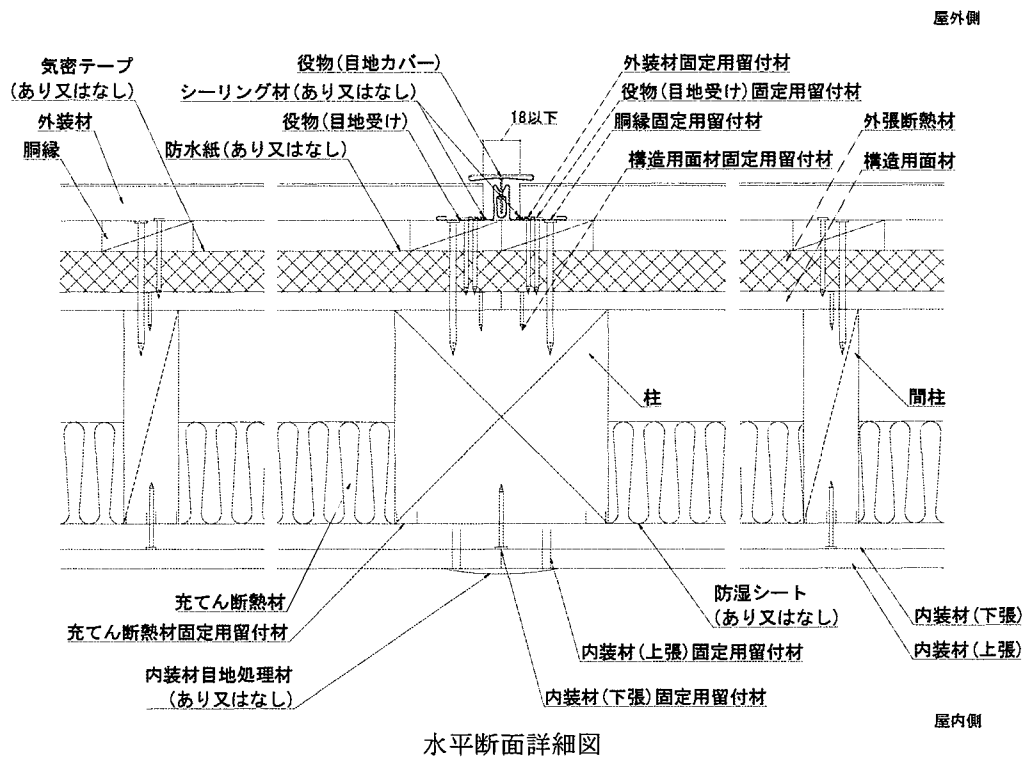 屋外側
気密テープ
(あり又はなし)
外装材
胴縁
役物(目地カバー)
シーリング材(あり又はなし)
役物(目地受け)
防水紙(あり又はなし)
18以下
外装材固定用留付材
役物(目地受け)固定用留付材
胴縁固定用留付材
構造用面材固定用留付材
外張断熱材
構造用面材
柱
間柱
充てん断熱材
充てん断熱材固定用留付材
内装材目地処理材
(あり又はなし)
防湿シート
(あり又はなし)
内装材(上張)固定用留付材
内装材(下張)固定用留付材
内装材(下張)
内装材(上張)
屋内側
水平断面詳細図